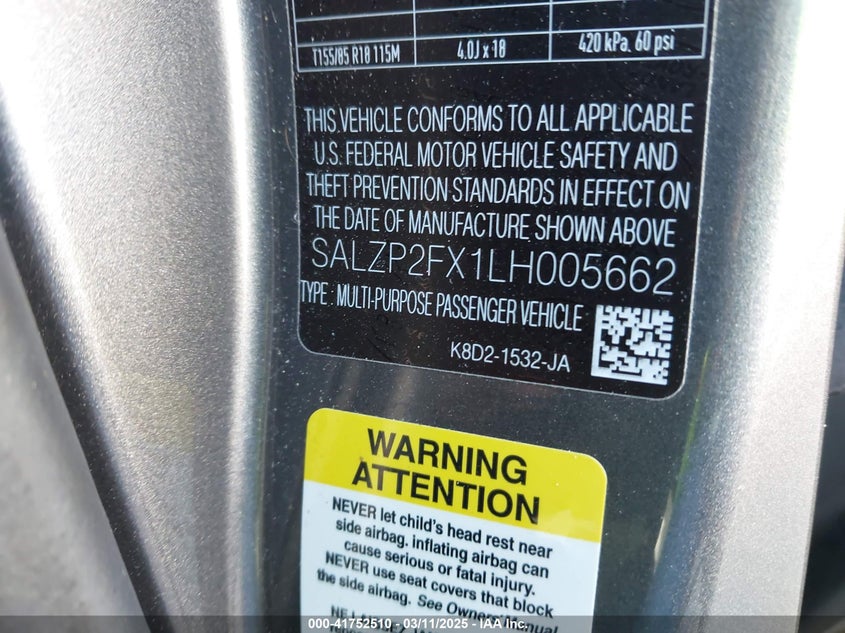 T155/85 R18 115M 4.0J x 18 420 kPa, 60 psi
THIS VEHICLE CONFORMS TO ALL APPLICABLE
U.S. FEDERAL MOTOR VEHICLE SAFETY AND
THEFT PREVENTION STANDARDS IN EFFECT ON
THE DATE OF MANUFACTURE SHOWN ABOVE
SALZP2FX1LH005662
TYPE : MULTI-PURPOSE PASSENGER VEHICLE
K8D2-1532-JA
WARNING
ATTENTION
NEVER let child's head rest near
side airbag. inflating airbag can
cause serious or fatal injury.
NEVER use seat covers that block
the side airbag. See Owner's Manual
000-41752510 - 03/11/2025 - IAA Inc.